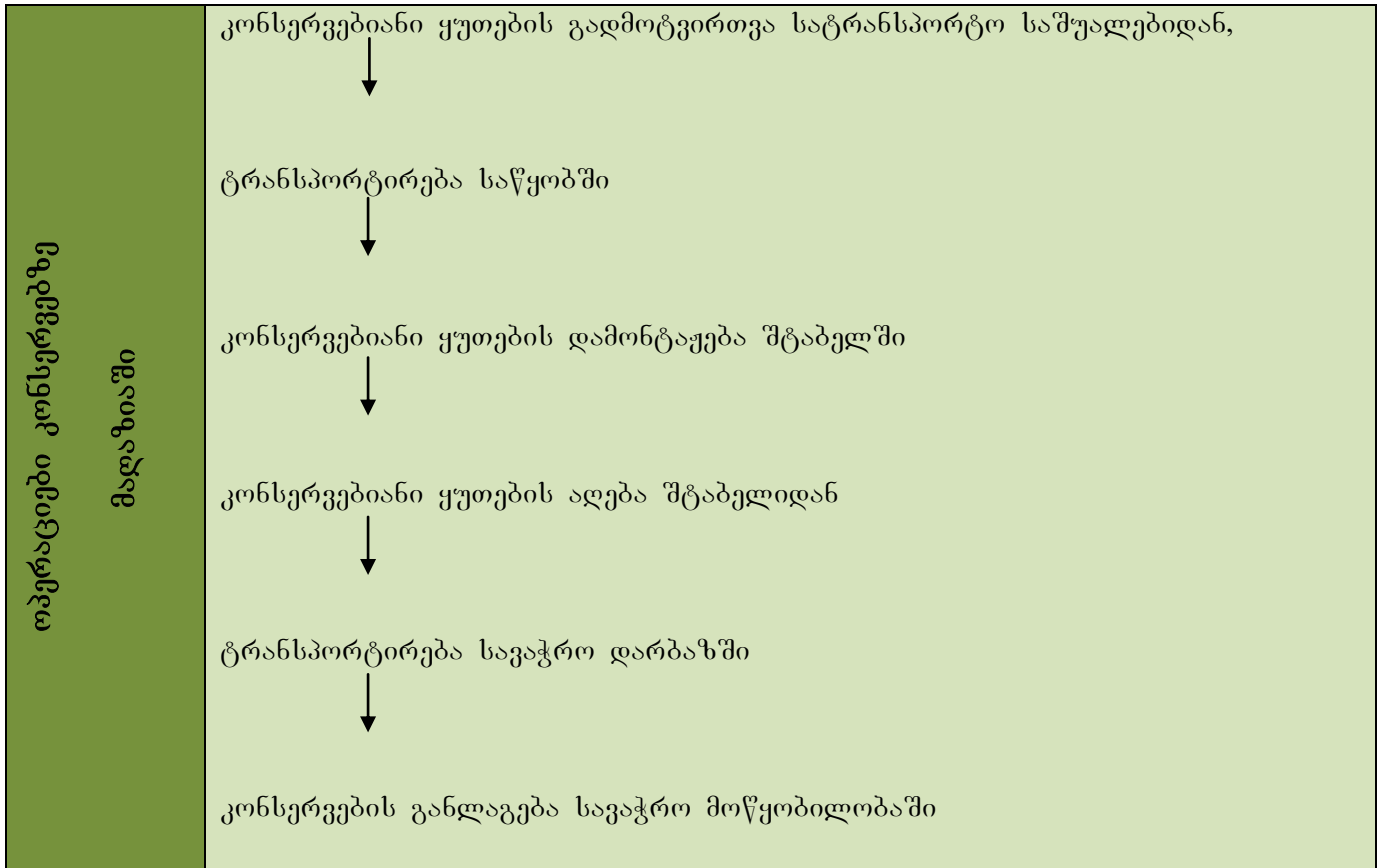 ოპერაციები კონსერვებზე
მაღაზიაში
კონსერვებიანი ყუთების გადმოტვირთვა სატრანსპორტო საშუალებიდან,
ტრანსპორტირება საწყობში
კონსერვებიანი ყუთების დამონტაჟება შტაბელში
კონსერვებიანი ყუთების აღება შტაბელიდან
ტრანსპორტირება სავაჭრო დარბაზში
კონსერვების განლაგება სავაჭრო მოწყობილობაში